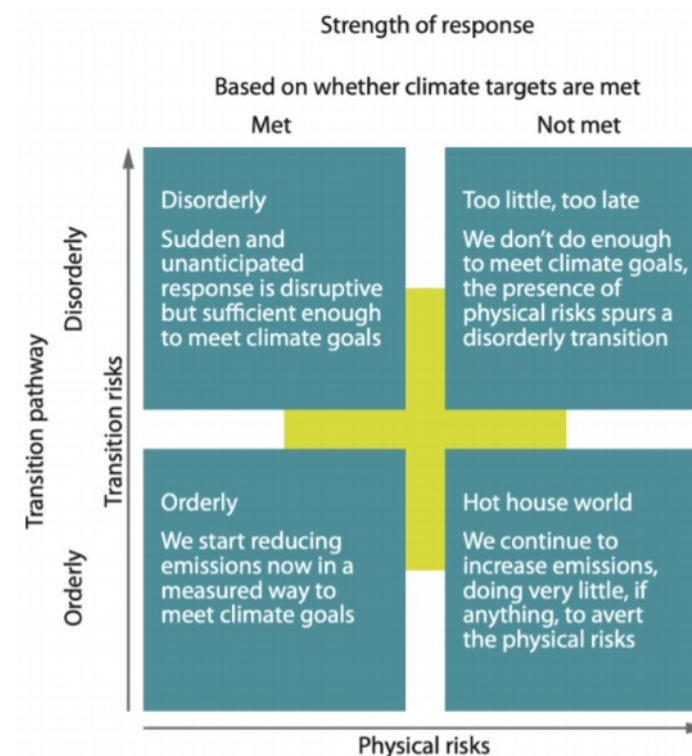 Strength of response
Based on whether climate targets are met
Met
Not met
Transition pathway
Disorderly
Orderly
Transition risks
Disorderly
Sudden and
unanticipated
response is disruptive
but sufficient enough
to meet climate goals
Too little, too late
We don’t do enough
to meet climate goals,
the presence of
physical risks spurs a
disorderly transition
Orderly
We start reducing
emissions now in a
measured way to
meet climate goals
Hot house world
We continue to
increase emissions,
doing very little, if
anything, to avert
the physical risks
Physical risks